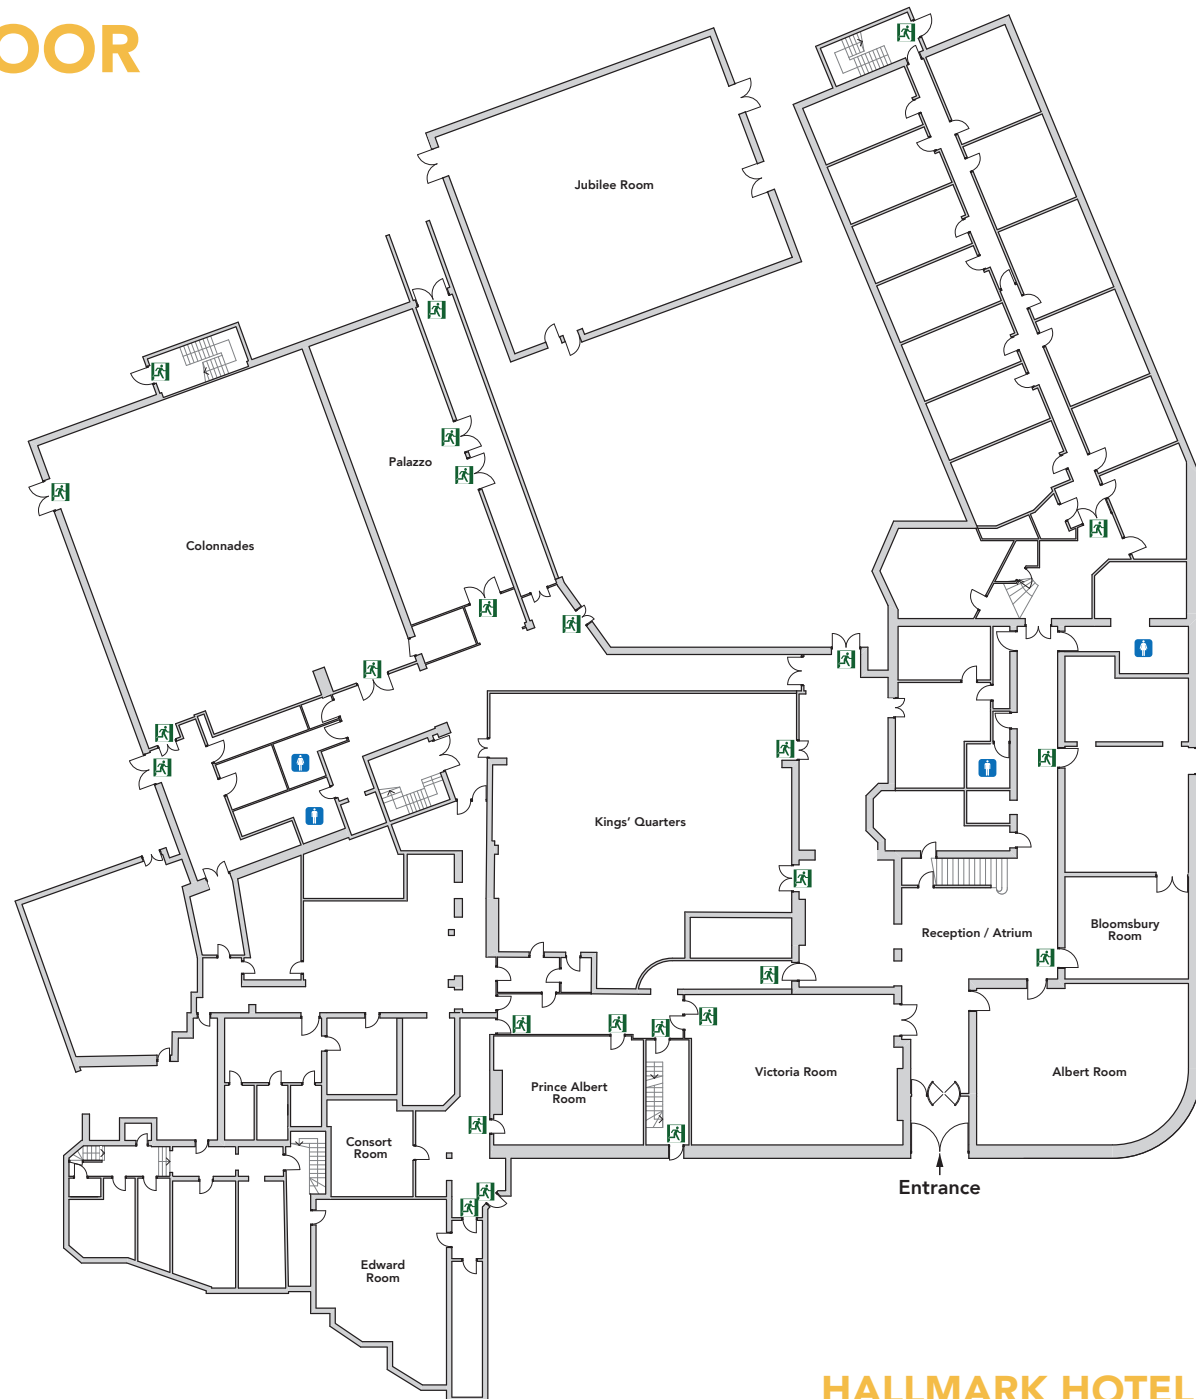 OOR
Jubilee Room
Palazzo
Colonnades
Kings' Quarters
Reception / Atrium
Bloomsbury
Room
Victoria Room
Albert Room
Prince Albert
Room
Consort
Room
Entrance
Edward
Room
HALLMARK HOTEL